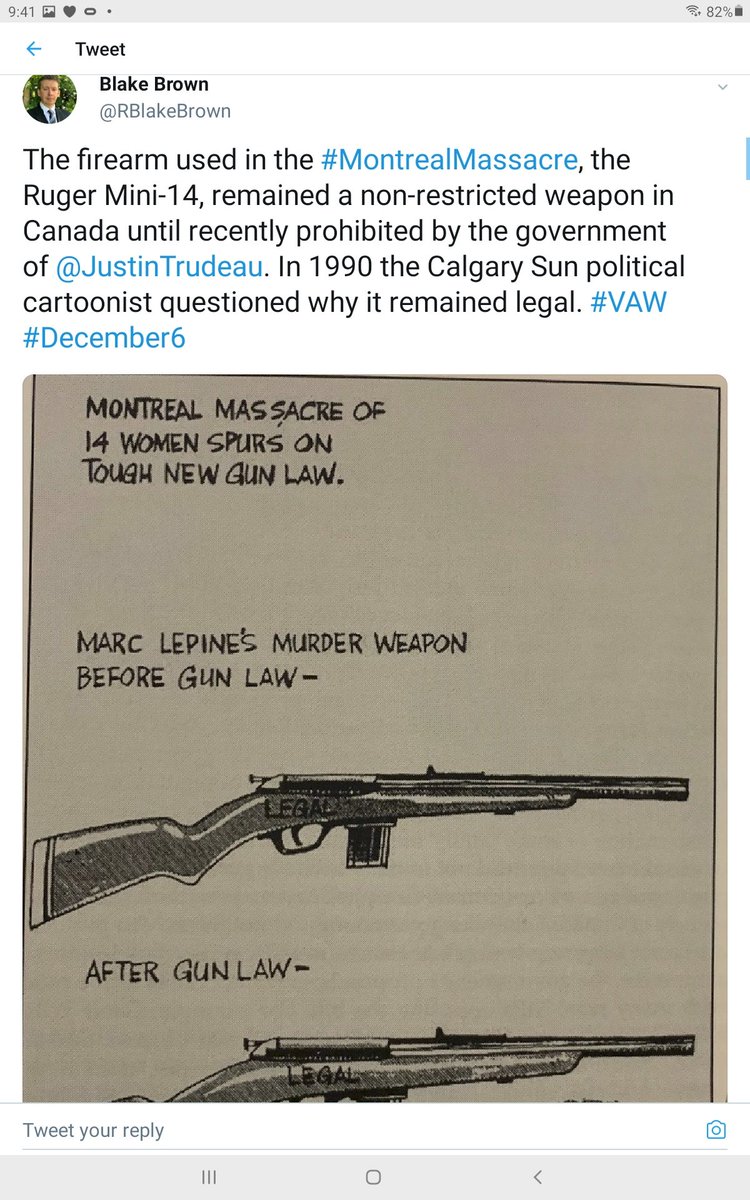 9:41
82%
Tweet
Blake Brown
@RBlakeBrown
The firearm used in the #MontrealMassacre, the
Ruger Mini-14, remained a non-restricted weapon in
Canada until recently prohibited by the government
of @JustinTrudeau. In 1990 the Calgary Sun political
cartoonist questioned why it remained legal. #VAW
#December6
MONTREAL MASSACRE OF
14 WOMEN SPURS ON
TOUGH NEW GUN LAW.
MARC LEPINE'S MURDER WEAPON
BEFORE GUN LAW-
LEGAL
AFTER GUN LAW-
LEGAL
Tweet your reply